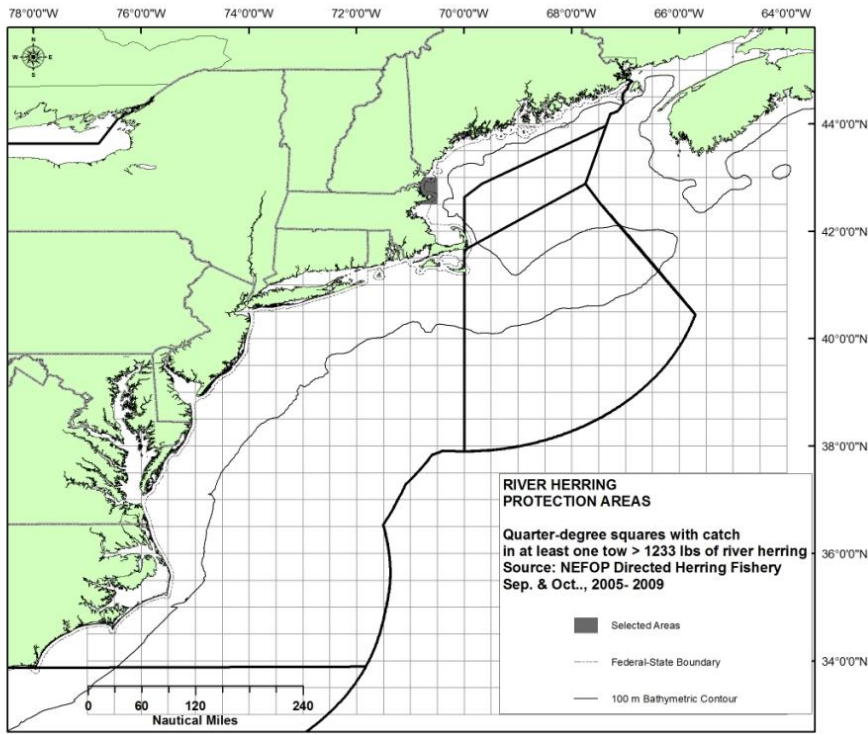 78°0'0"W 76°0'0"W 74°0'0"W 72°0'0"W 70°0'0"W 68°0'0"W 66°0'0"W 64°0'0"W
N
W E
S
44°0'0"N
42°0'0"N
40°0'0"N
38°0'0"N
36°0'0"N
34°0'0"N
RIVER HERRING
PROTECTION AREAS
Quarter-degree squares with catch
in at least one tow > 1233 lbs of river herring
Source: NEFOP Directed Herring Fishery
Sep. & Oct.., 2005- 2009
Selected Areas
Federal-State Boundary
100 m Bathymetric Contour
0 60 120 240
Nautical Miles